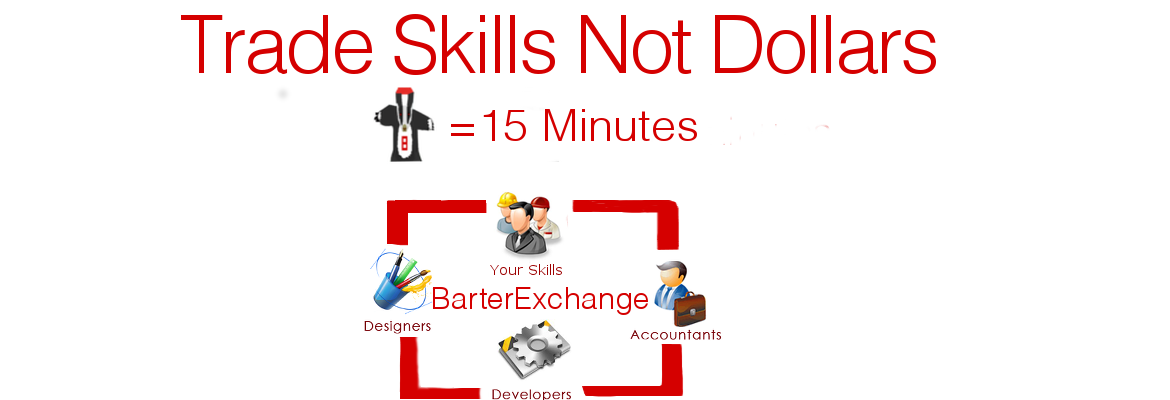 Trade Skills Not Dollars
=15 Minutes
Your Skills
BarterExchange
Designers
Accountants
Developers